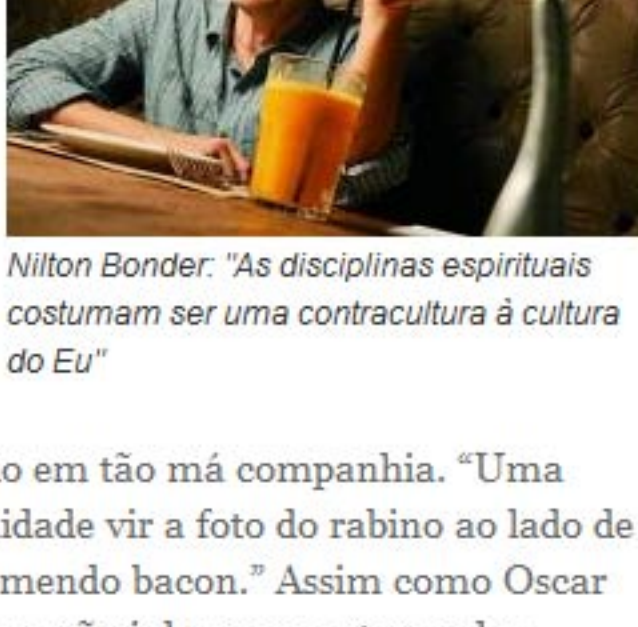 Nilton Bonder: "As disciplinas espirituais
costumam ser uma contracultura à cultura
do Eu"
o em tão má companhia. “Uma
idade vir a foto do rabino ao lado de
mendo bacon.” Assim como Oscar